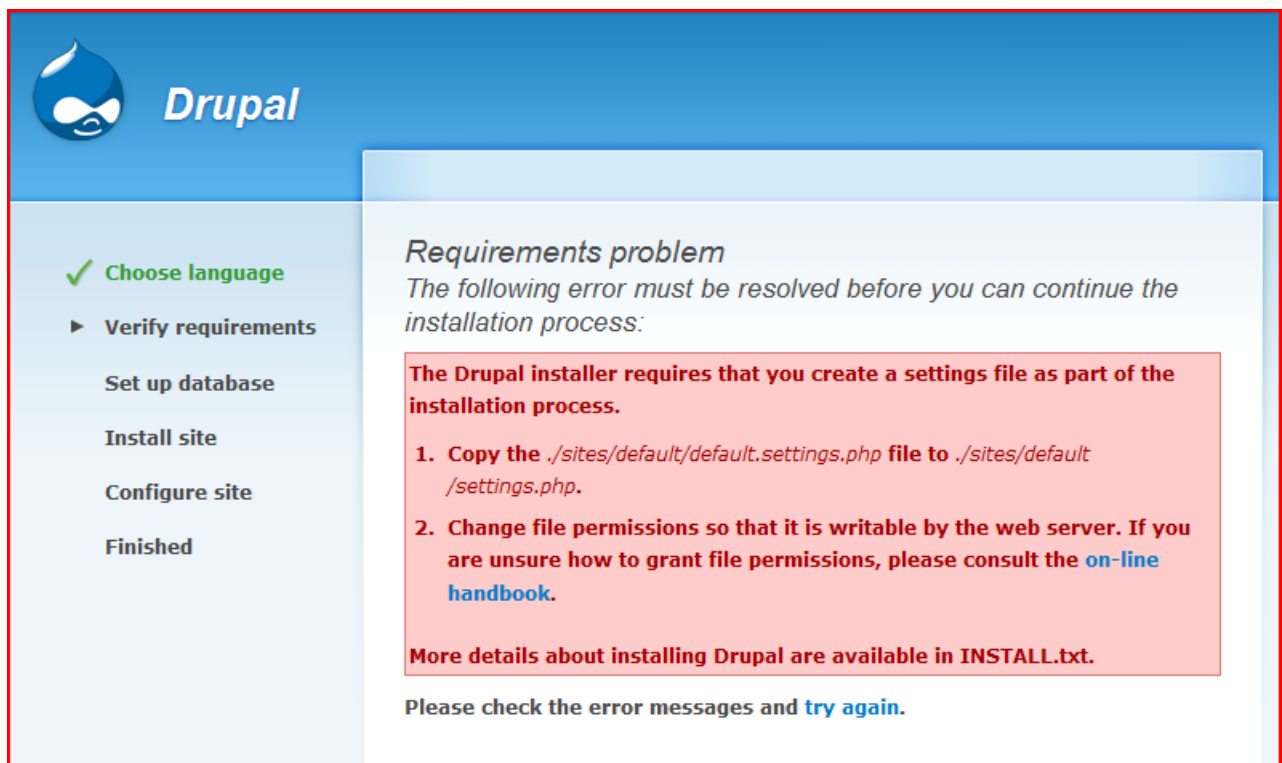 Drupal
Choose language
Verify requirements
Set up database
Install site
Configure site
Finished
Requirements problem
The following error must be resolved before you can continue the
installation process:
The Drupal installer requires that you create a settings file as part of the
installation process.
1. Copy the ./sites/default/default.settings.php file to ./sites/default
/settings.php.
2. Change file permissions so that it is writable by the web server. If you
are unsure how to grant file permissions, please consult the on-line
handbook.
More details about installing Drupal are available in INSTALL.txt.
Please check the error messages and try again.